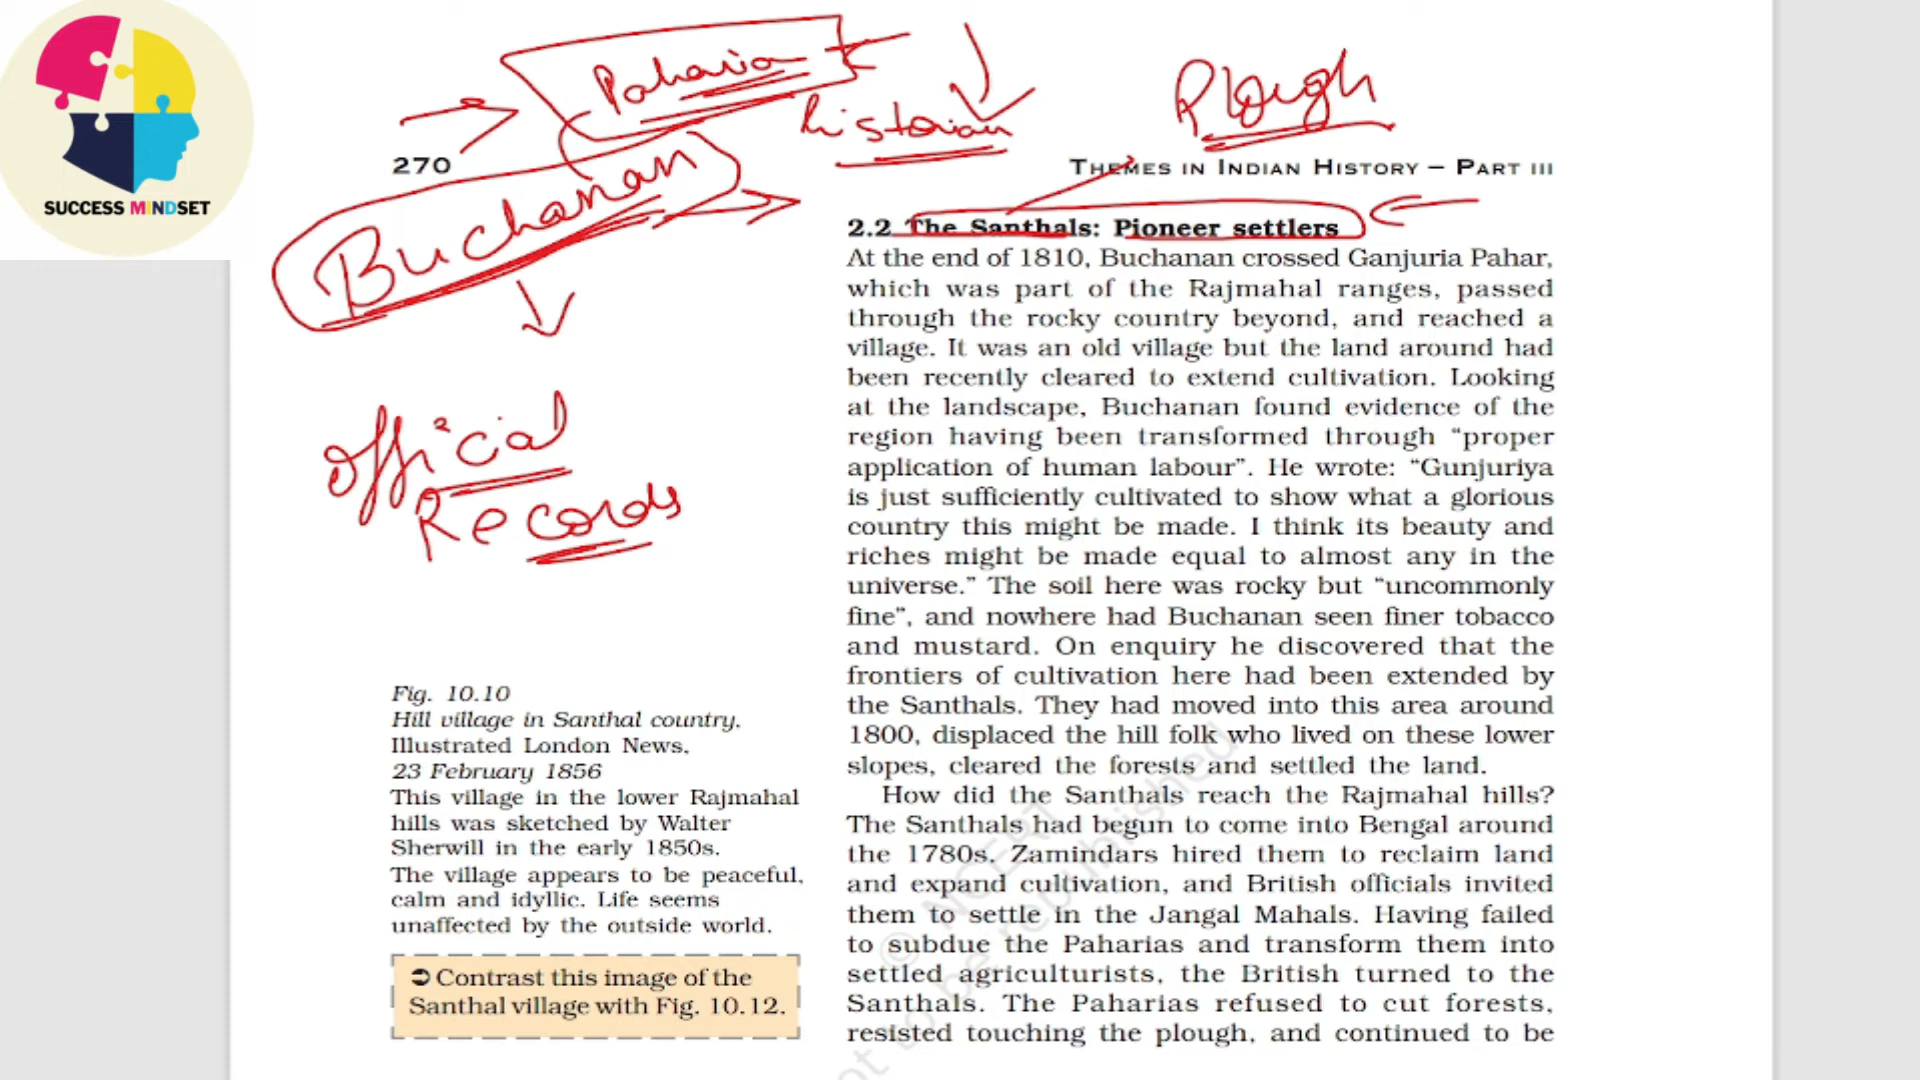 SUCCESS MINDSET
Paharia
historian
Plough
270
THEMES IN INDIAN HISTORY – PART III
Buchanan
official
Records
Fig. 10.10
Hill village in Santhal country,
Illustrated London News,
23 February 1856
This village in the lower Rajmahal
hills was sketched by Walter
Sherwill in the early 1850s.
The village appears to be peaceful,
calm and idyllic. Life seems
unaffected by the outside world.
➲ Contrast this image of the
Santhal village with Fig. 10.12.
2.2 The Santhals: Pioneer settlers
At the end of 1810, Buchanan crossed Ganjuria Pahar,
which was part of the Rajmahal ranges, passed
through the rocky country beyond, and reached a
village. It was an old village but the land around had
been recently cleared to extend cultivation. Looking
at the landscape, Buchanan found evidence of the
region having been transformed through “proper
application of human labour”. He wrote: “Gunjuriya
is just sufficiently cultivated to show what a glorious
country this might be made. I think its beauty and
riches might be made equal to almost any in the
universe.” The soil here was rocky but “uncommonly
fine”, and nowhere had Buchanan seen finer tobacco
and mustard. On enquiry he discovered that the
frontiers of cultivation here had been extended by
the Santhals. They had moved into this area around
1800, displaced the hill folk who lived on these lower
slopes, cleared the forests and settled the land.
How did the Santhals reach the Rajmahal hills?
The Santhals had begun to come into Bengal around
the 1780s. Zamindars hired them to reclaim land
and expand cultivation, and British officials invited
them to settle in the Jangal Mahals. Having failed
to subdue the Paharias and transform them into
settled agriculturists, the British turned to the
Santhals. The Paharias refused to cut forests,
resisted touching the plough, and continued to be
© NCERT
not to be republished